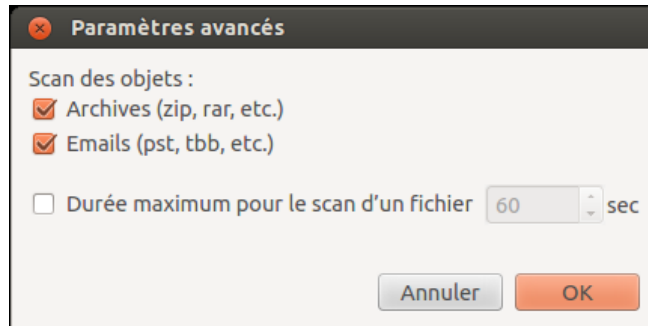 Paramètres avancés
Scan des objets :
Archives (zip, rar, etc.)
Emails (pst, tbb, etc.)
Durée maximum pour le scan d'un fichier 60 sec
Annuler OK